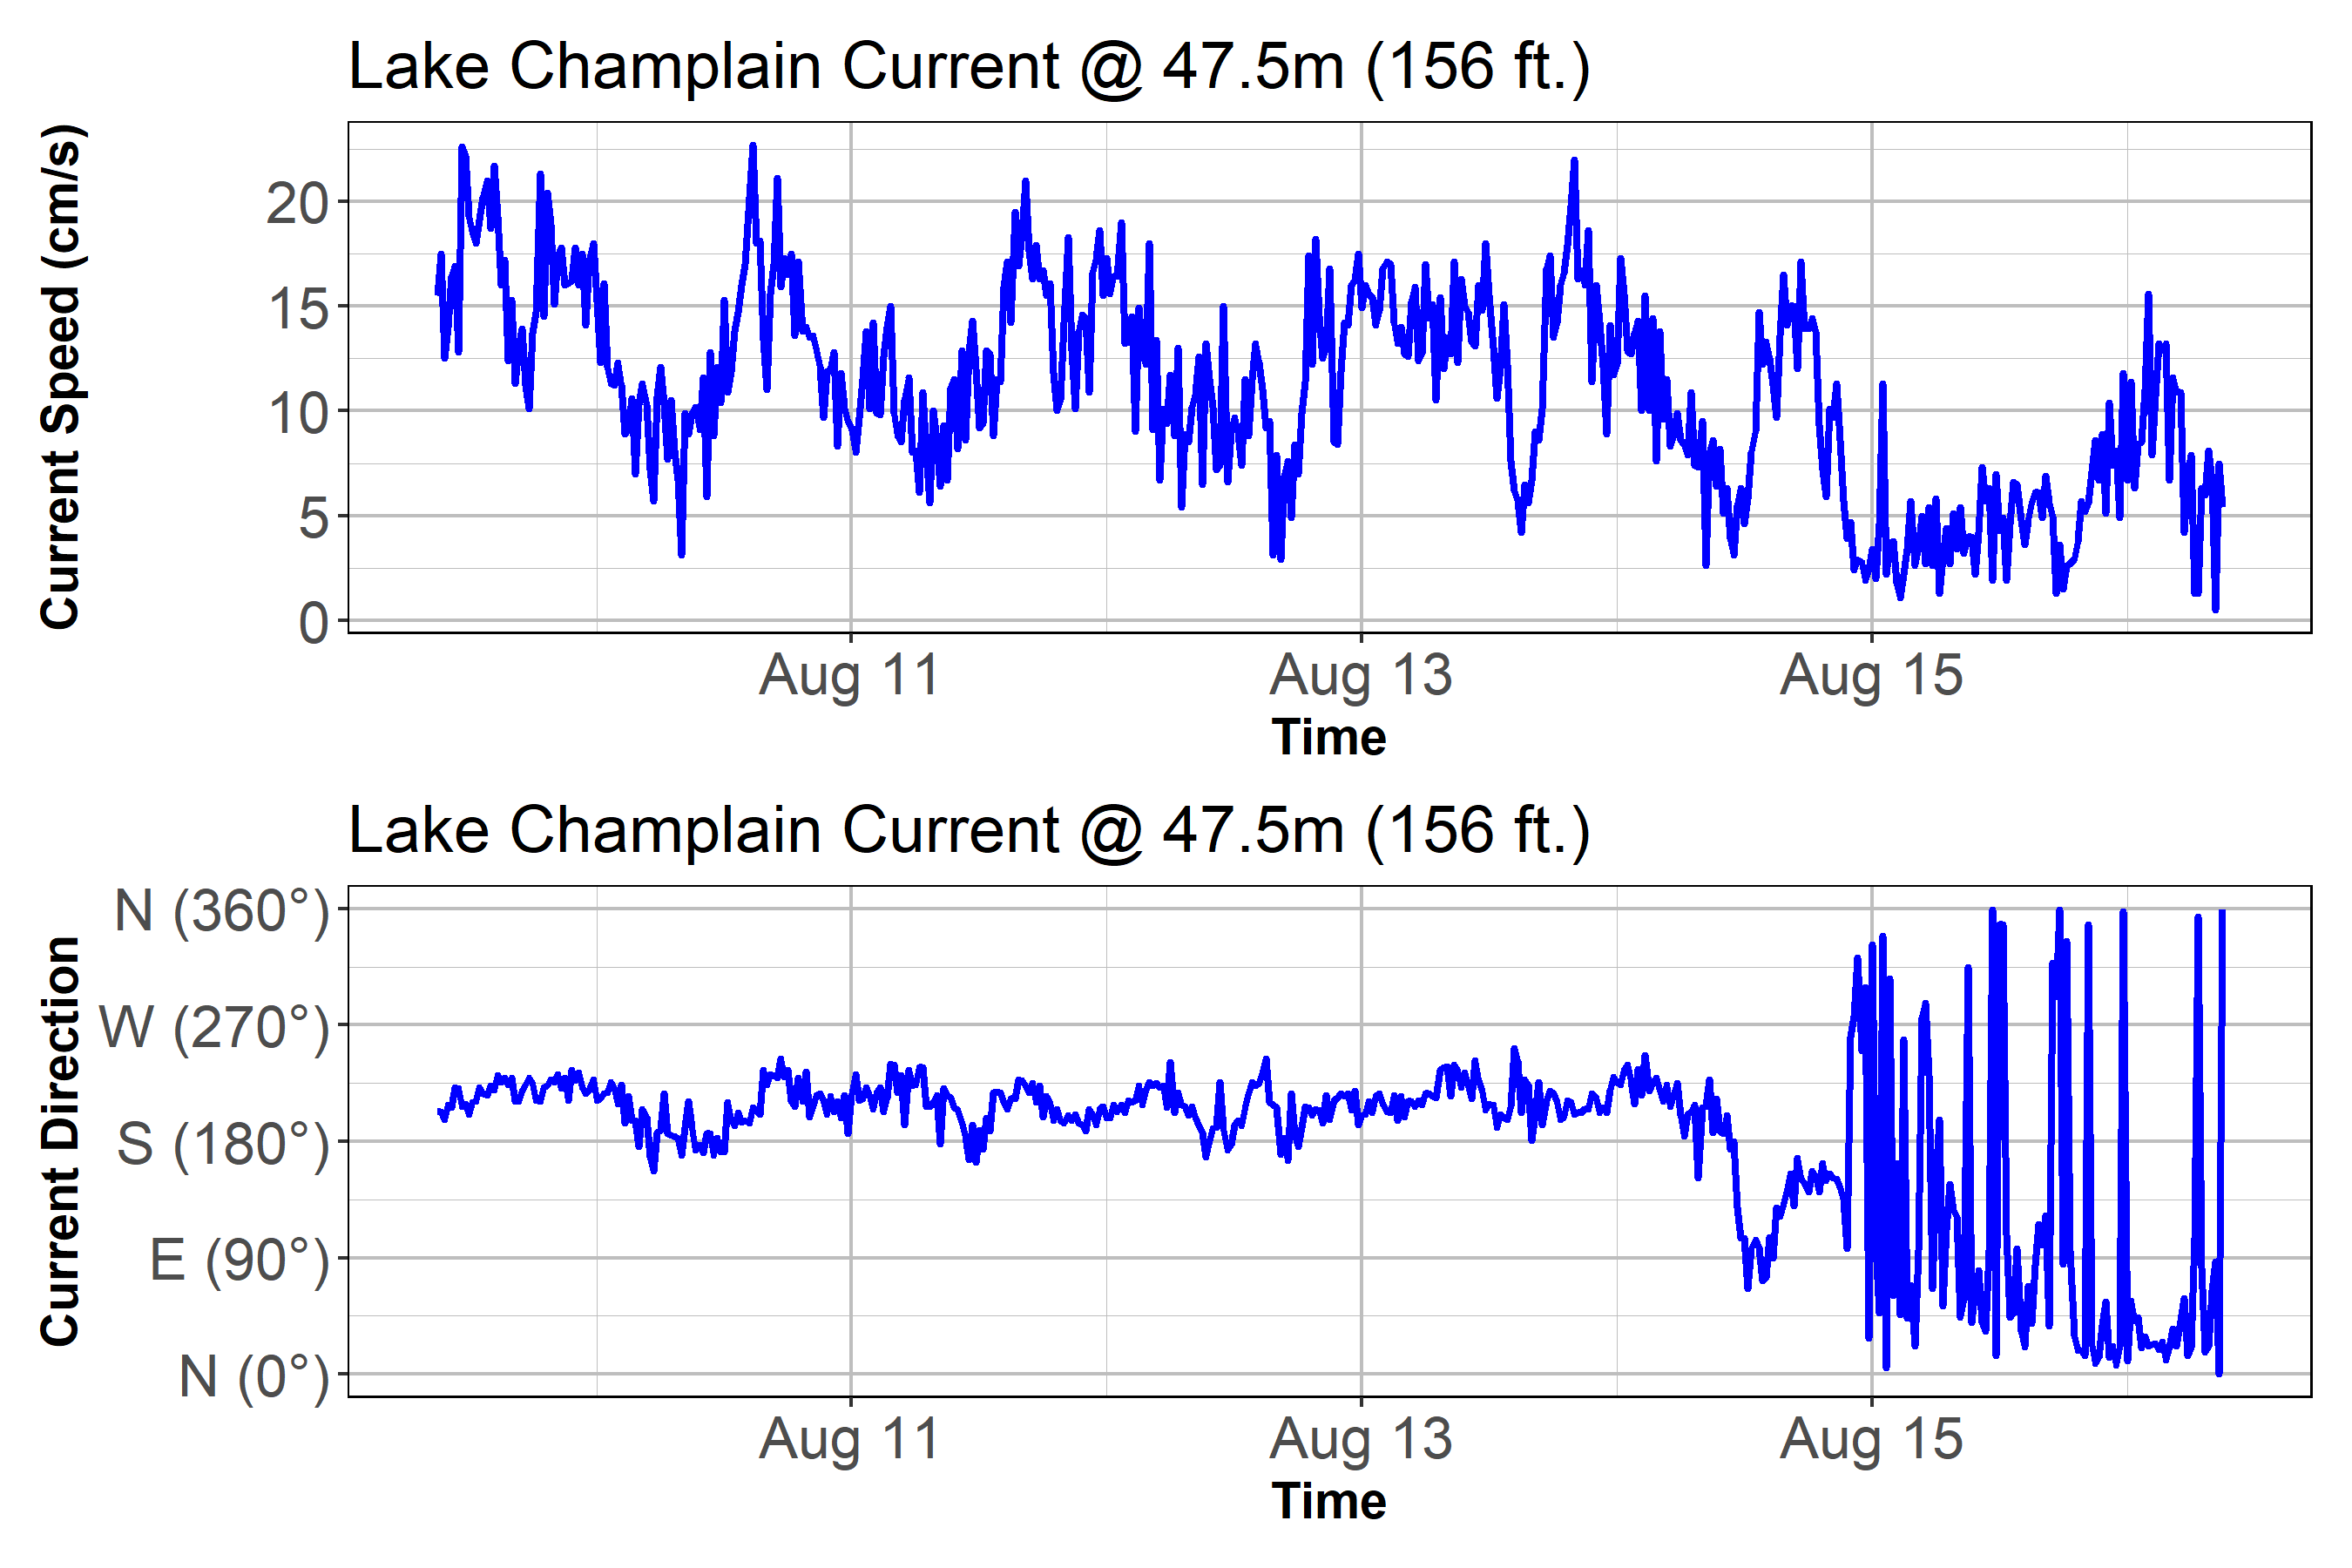 Lake Champlain Current @ 47.5m (156 ft.)
Current Speed (cm/s)
20
15
10
5
0
Aug 11 Aug 13 Aug 15
Time
Lake Champlain Current @ 47.5m (156 ft.)
Current Direction
N (360°)
W (270°)
S (180°)
E (90°)
N (0°)
Aug 11 Aug 13 Aug 15
Time